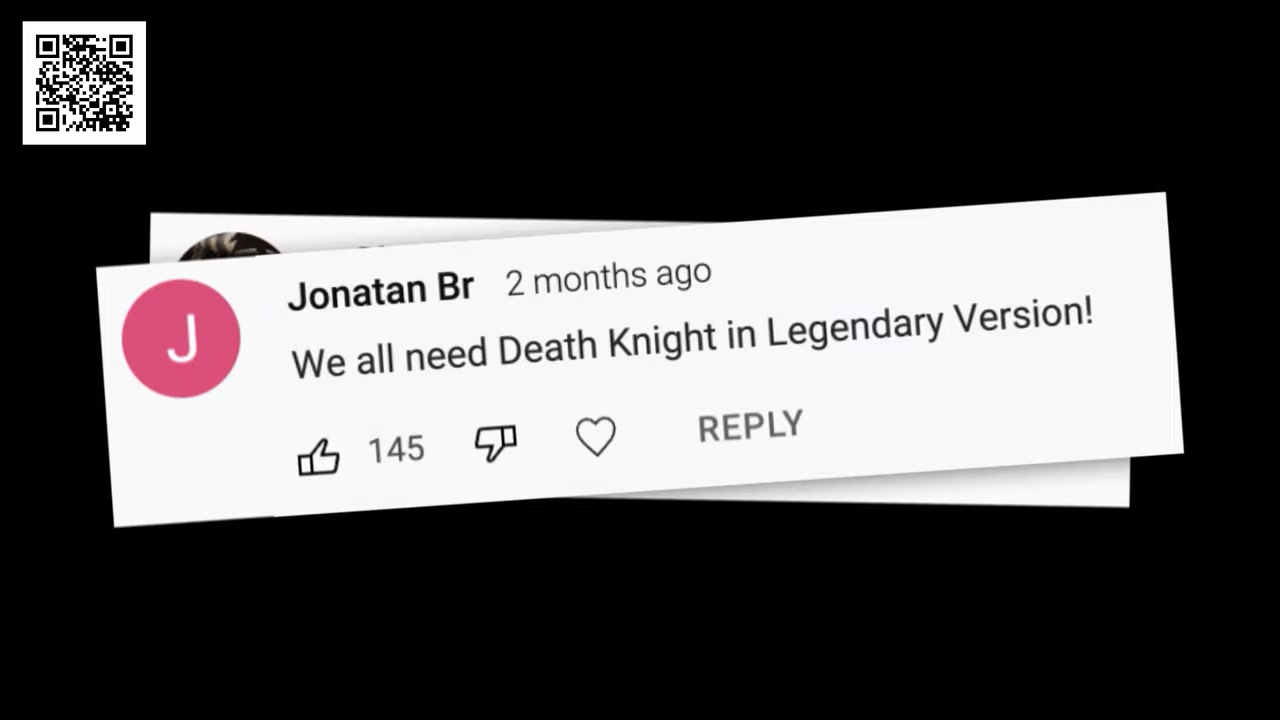 Jonatan Br 2 months ago
We all need Death Knight in Legendary Version!
145 REPLY
J